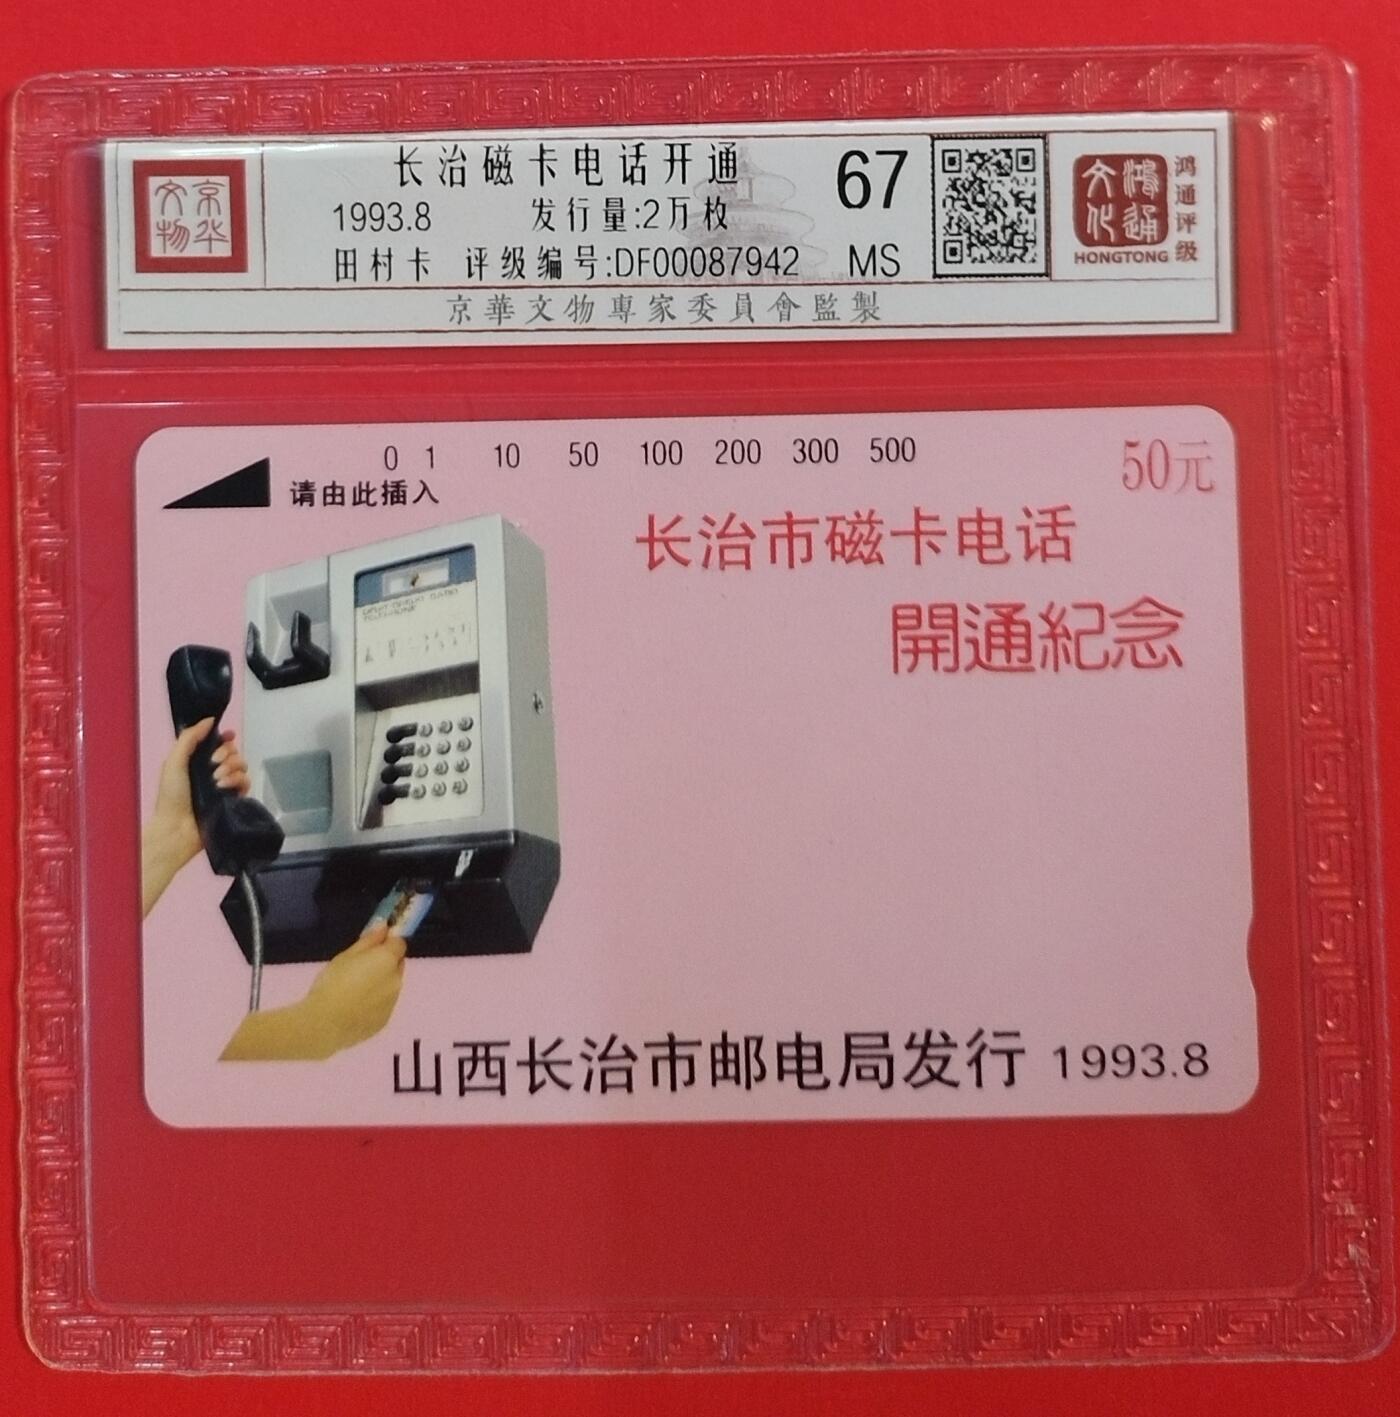 京华
文物
长治磁卡电话开通
1993.8 发行量:2万枚
田村卡 评级编号:DF00087942
67
MS
鸿通
文化
HONGTONG
鸿通评级
京華文物專家委員會監製
0 1 10 50 100 200 300 500
50元
请由此插入
长治市磁卡电话
開通紀念
山西长治市邮电局发行 1993.8